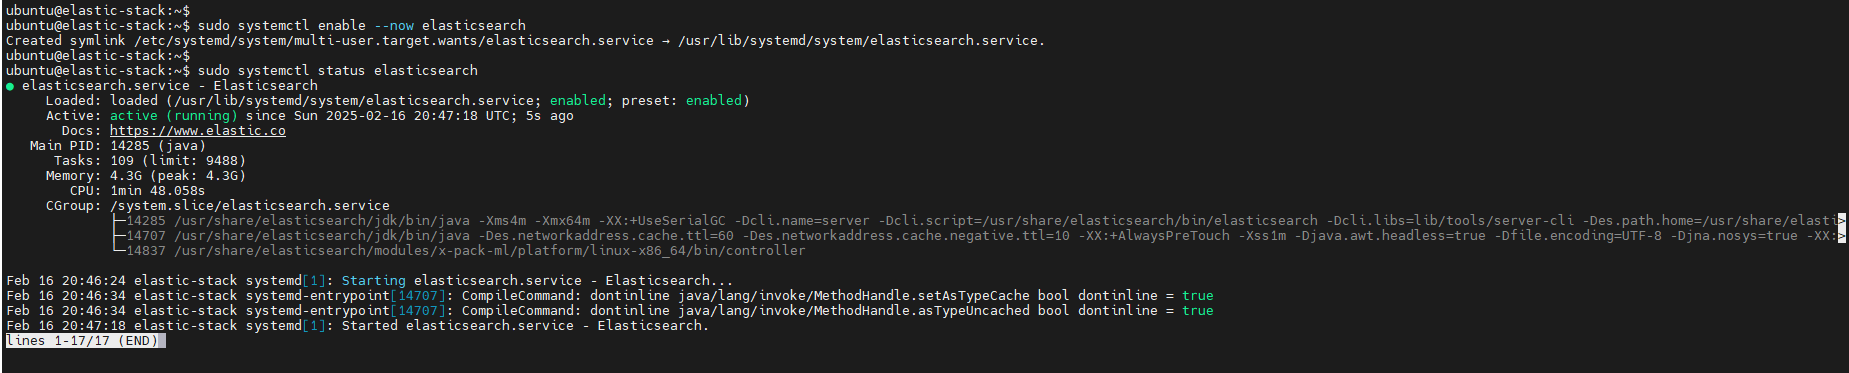 ubuntu@elastic-stack:~$
ubuntu@elastic-stack:~$ sudo systemctl enable --now elasticsearch
Created symlink /etc/systemd/system/multi-user.target.wants/elasticsearch.service → /usr/lib/systemd/system/elasticsearch.service.
ubuntu@elastic-stack:~$
ubuntu@elastic-stack:~$ sudo systemctl status elasticsearch
● elasticsearch.service - Elasticsearch
     Loaded: loaded (/usr/lib/systemd/system/elasticsearch.service; enabled; preset: enabled)
     Active: active (running) since Sun 2025-02-16 20:47:18 UTC; 5s ago
       Docs: https://www.elastic.co
   Main PID: 14285 (java)
      Tasks: 109 (limit: 9488)
     Memory: 4.3G (peak: 4.3G)
        CPU: 1min 48.058s
     CGroup: /system.slice/elasticsearch.service
             ├─14285 /usr/share/elasticsearch/jdk/bin/java -Xms4m -Xmx64m -XX:+UseSerialGC -Dcli.name=server -Dcli.script=/usr/share/elasticsearch/bin/elasticsearch -Dcli.libs=lib/tools/server-cli -Des.path.home=/usr/share/elasti>
             ├─14707 /usr/share/elasticsearch/jdk/bin/java -Des.networkaddress.cache.ttl=60 -Des.networkaddress.cache.negative.ttl=10 -XX:+AlwaysPreTouch -Xss1m -Djava.awt.headless=true -Dfile.encoding=UTF-8 -Djna.nosys=true -XX:>
             └─14837 /usr/share/elasticsearch/modules/x-pack-ml/platform/linux-x86_64/bin/controller

Feb 16 20:46:24 elastic-stack systemd[1]: Starting elasticsearch.service - Elasticsearch...
Feb 16 20:46:34 elastic-stack systemd-entrypoint[14707]: CompileCommand: dontinline java/lang/invoke/MethodHandle.setAsTypeCache bool dontinline = true
Feb 16 20:46:34 elastic-stack systemd-entrypoint[14707]: CompileCommand: dontinline java/lang/invoke/MethodHandle.asTypeUncached bool dontinline = true
Feb 16 20:47:18 elastic-stack systemd[1]: Started elasticsearch.service - Elasticsearch.
lines 1-17/17 (END)